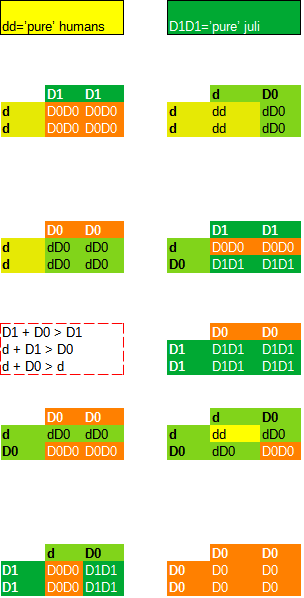 dd='pure' humans D1D1='pure' juli
D1 D1
d D0D0 D0D0
d D0D0 D0D0
d D0
d dd dD0
d dd dD0
D0 D0
d dD0 dD0
d dD0 dD0
D1 D1
d D0D0 D0D0
D0 D1D1 D1D1
D1 + D0 > D1
d + D1 > D0
d + D0 > d
D0 D0
D1 D1D1 D1D1
D1 D1D1 D1D1
D0 D0
d dD0 dD0
D0 D0D0 D0D0
d D0
d dd dD0
D0 dD0 D0D0
d D0
D1 D0D0 D1D1
D1 D0D0 D1D1
D0 D0
D0 D0 D0
D0 D0 D0